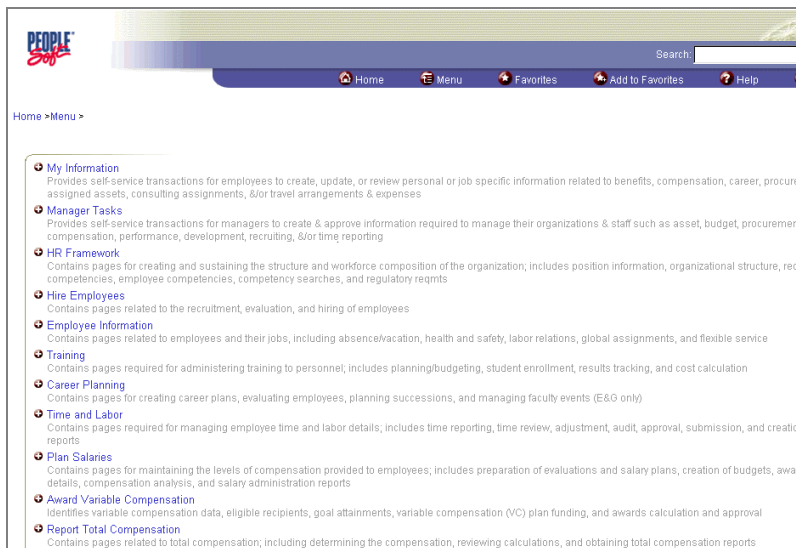 PEOPLE
Soft
Search:
Home Menu Favorites Add to Favorites Help
Home >Menu >
My Information
Provides self-service transactions for employees to create, update, or review personal or job specific information related to benefits, compensation, career,
assigned assets, consulting assignments, &/or travel arrangements & expenses
Manager Tasks
Provides self-service transactions for managers to create & approve information required to manage their organizations & staff such as asset, budget,
compensation, performance, development, recruiting, &/or time reporting
HR Framework
Contains pages for creating and sustaining the structure and workforce composition of the organization; includes position information, organizational structure,
competencies, employee competencies, competency searches, and regulatory reqmts
Hire Employees
Contains pages related to the recruitment, evaluation, and hiring of employees
Employee Information
Contains pages related to employees and their jobs, including absence/vacation, health and safety, labor relations, global assignments, and flexible service
Training
Contains pages required for administering training to personnel; includes planning/budgeting, student enrollment, results tracking, and cost calculation
Career Planning
Contains pages for creating career plans, evaluating employees, planning successions, and managing faculty events (E&G only)
Time and Labor
Contains pages required for managing employee time and labor details; includes time reporting, time review, adjustment, audit, approval, submission, and
reports
Plan Salaries
Contains pages for maintaining the levels of compensation provided to employees; includes preparation of evaluations and salary plans, creation of budgets,
details, compensation analysis, and salary administration reports
Award Variable Compensation
Identifies variable compensation data, eligible recipients, goal attainments, variable compensation (VC) plan funding, and awards calculation and approval
Report Total Compensation
Contains pages related to total compensation; including determining the compensation, reviewing calculations, and obtaining total compensation reports